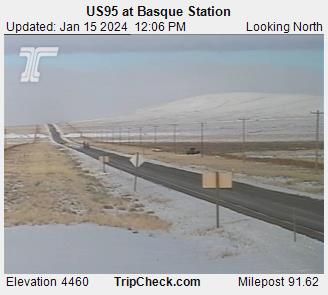 US95 at Basque Station
Updated: Jan 15 2024 12:06 PM Looking North
Elevation 4460 TripCheck.com Milepost 91.62